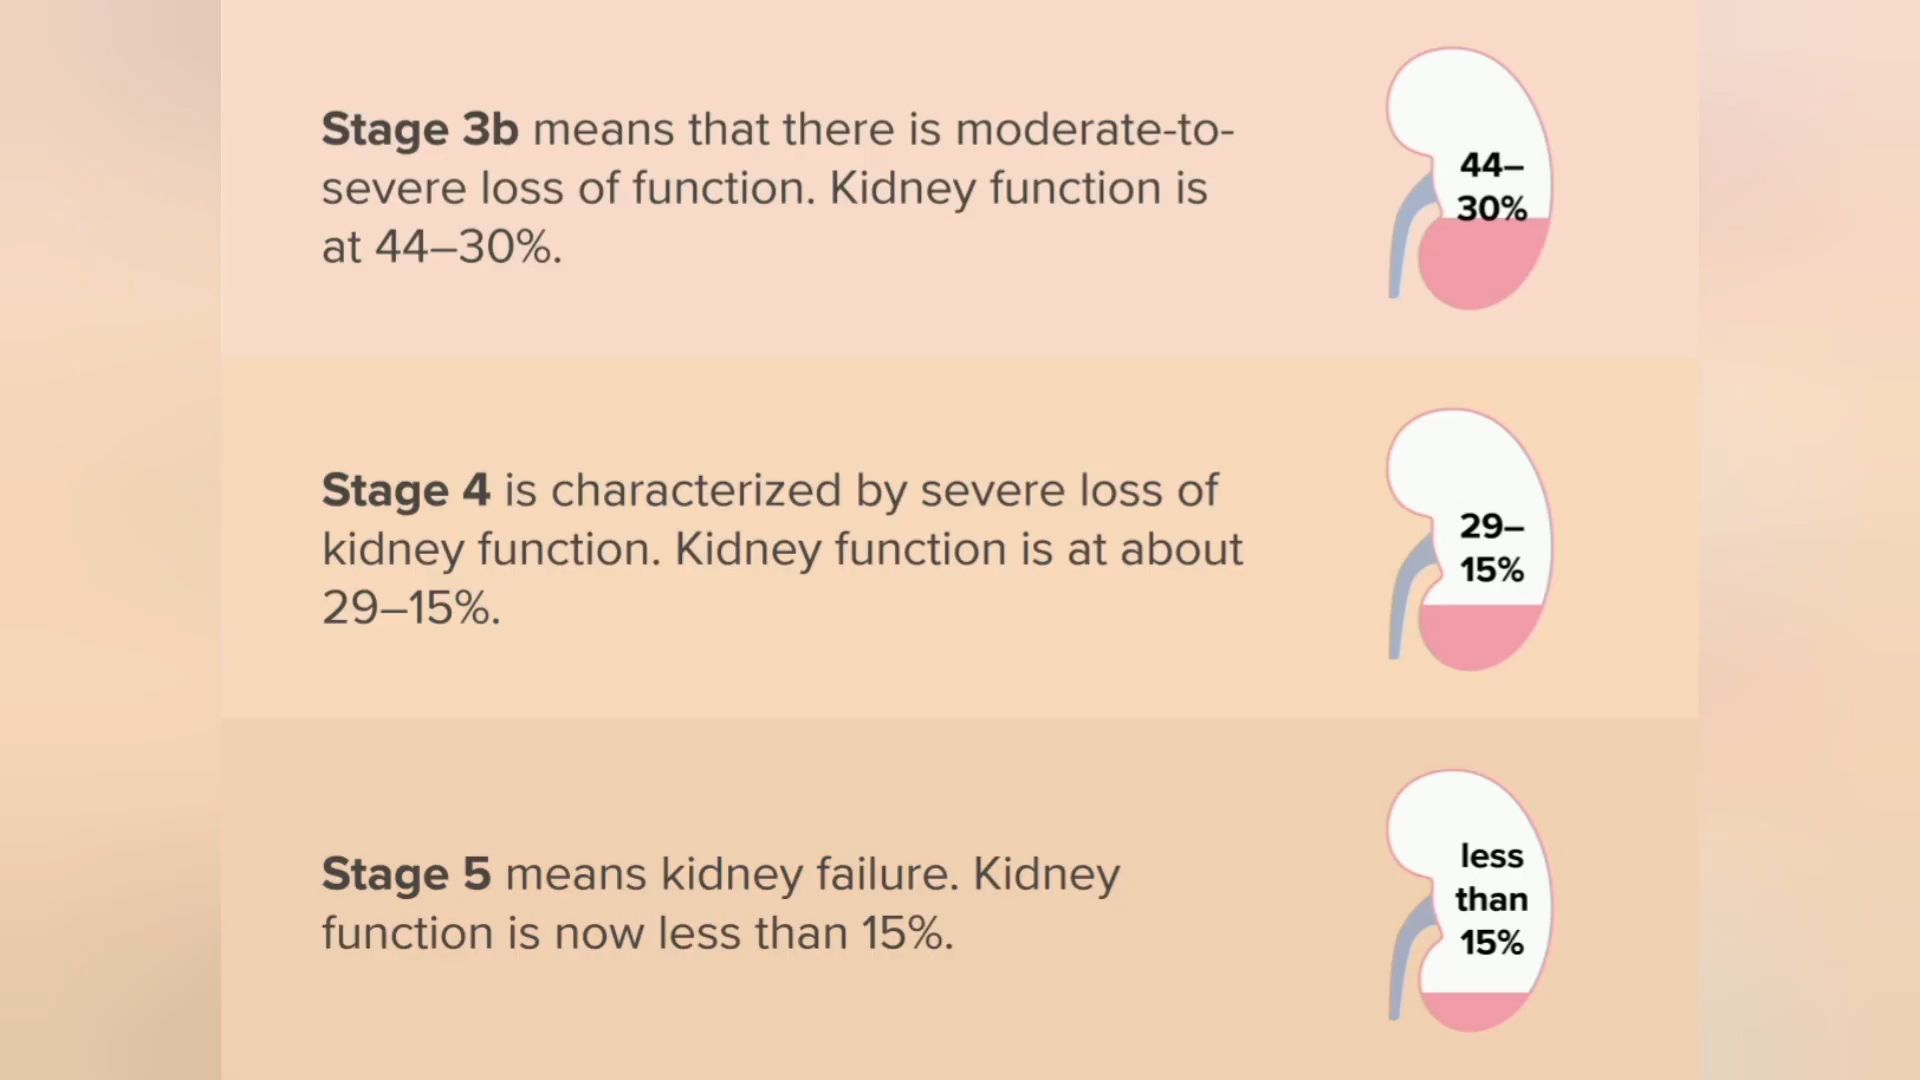 Stage 3b means that there is moderate-to-
severe loss of function. Kidney function is
at 44–30%.
44–
30%
Stage 4 is characterized by severe loss of
kidney function. Kidney function is at about
29–15%.
29–
15%
Stage 5 means kidney failure. Kidney
function is now less than 15%.
less
than
15%